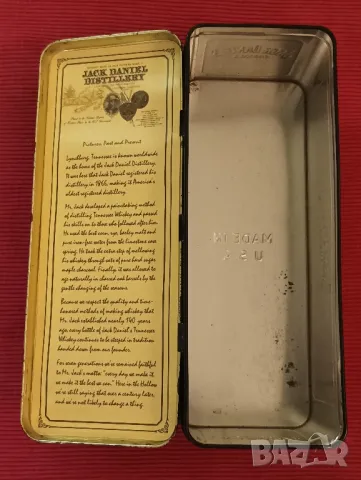 JACK DANIEL
DISTILLERY
Pictures, Past and Present
Lynchburg, Tennessee is known worldwide
as the home of the Jack Daniel Distillery.
It was here that Jack Daniel registered his
distillery in 1866, making it America's
oldest registered distillery.
Mr. Jack developed a painstaking method
of distilling Tennessee Whiskey and passed
his skills on to those who followed after him.
He used the best corn, rye, barley malt and
pure iron-free water from the limestone cave
spring. He took the extra step of mellowing
his whiskey through vats of pure hard sugar
maple charcoal. Finally, it was allowed to
age naturally in charred oak barrels by the
gentle changing of the seasons.
Because we respect the quality and time-
honored methods of making whiskey that
Mr. Jack established nearly 140 years
ago, every bottle of Jack Daniel's Tennessee
Whiskey continues to be steeped in tradition
handed down from our founder.
For seven generations we've remained faithful
to Mr. Jack's motto: "every day we make it,
we make it the best we can." Here in the Hollow
we're still saying that over a century later,
and we're not likely to change a thing.
MADE IN
U S A
BAZAR.BG